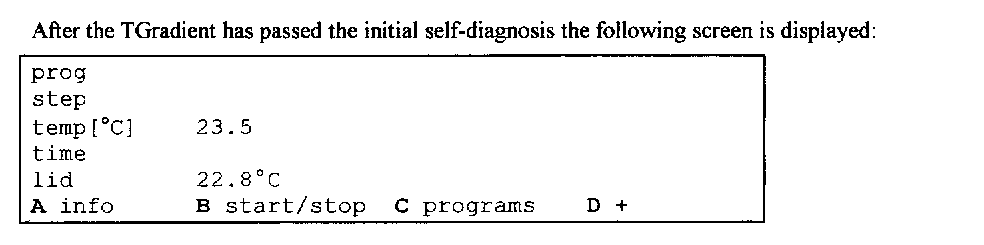 After the TGradient has passed the initial self-diagnosis the following screen is displayed:
prog
step
temp[°C] 23.5
time
lid 22.8°C
A info B start/stop C programs D +